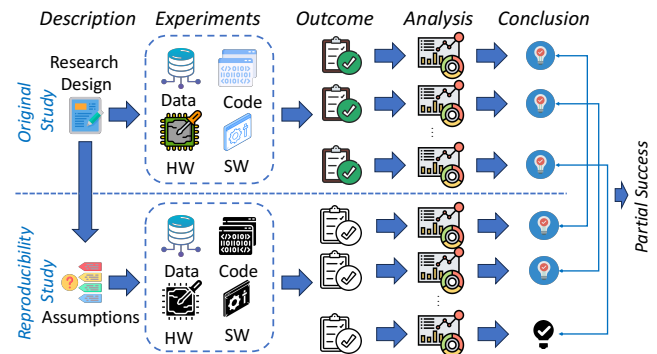 Description Experiments Outcome Analysis Conclusion
Original
Study
Research
Design
Data Code
HW SW
Partial Success
Reproducibility
Study
Assumptions
Data Code
HW SW